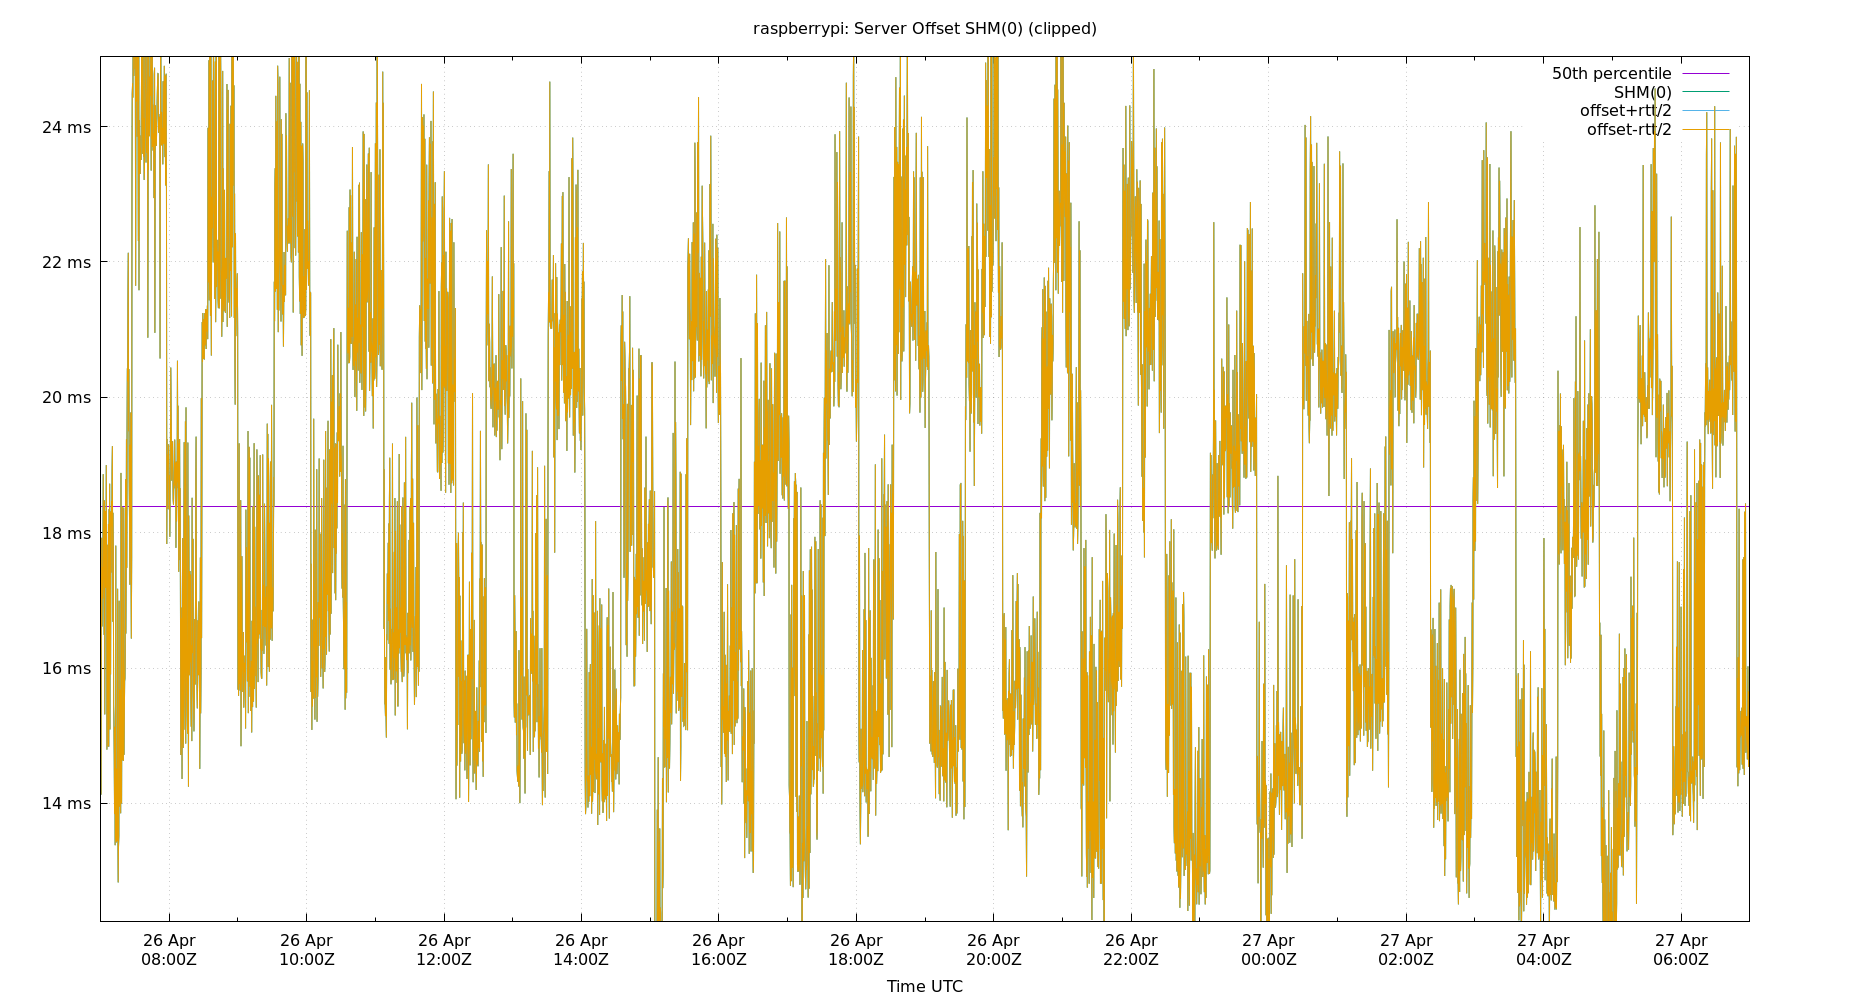 raspberrypi: Server Offset SHM(0) (clipped)
50th percentile
SHM(0)
offset+rtt/2
offset-rtt/2
24 ms
22 ms
20 ms
18 ms
16 ms
14 ms
26 Apr 26 Apr 26 Apr 26 Apr 26 Apr 26 Apr 26 Apr 26 Apr 27 Apr 27 Apr 27 Apr 27 Apr
08:00Z 10:00Z 12:00Z 14:00Z 16:00Z 18:00Z 20:00Z 22:00Z 00:00Z 02:00Z 04:00Z 06:00Z
Time UTC